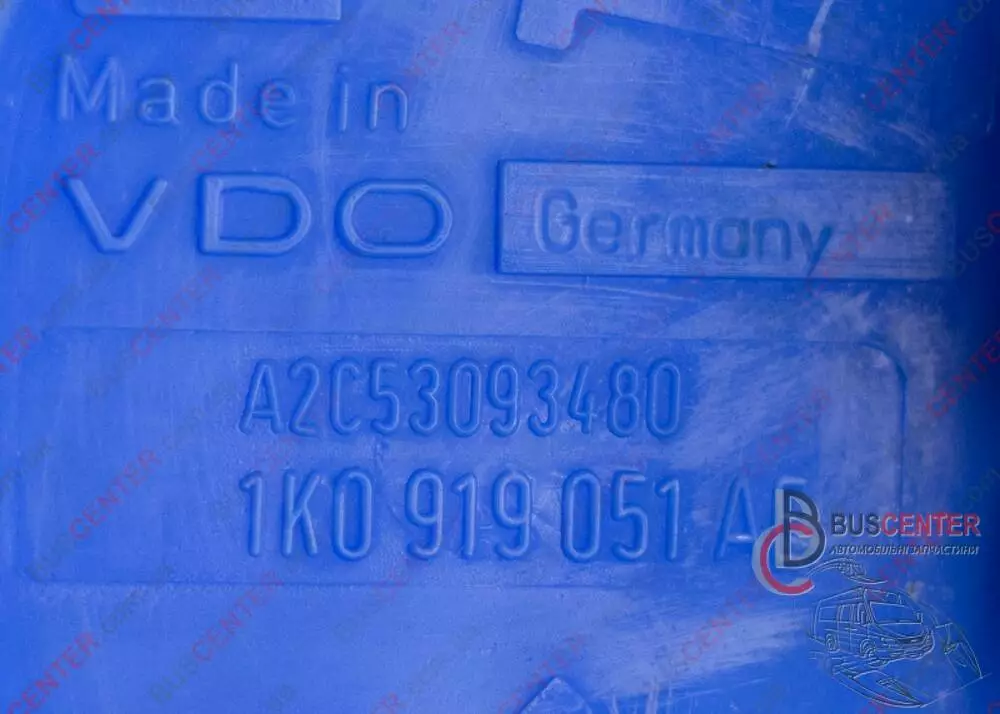 Made in
VDO Germany
A2C53093480
1K0 919 051
BUSCENTER
АВТОМОБІЛЬНІ ЗАПЧАСТИНИ